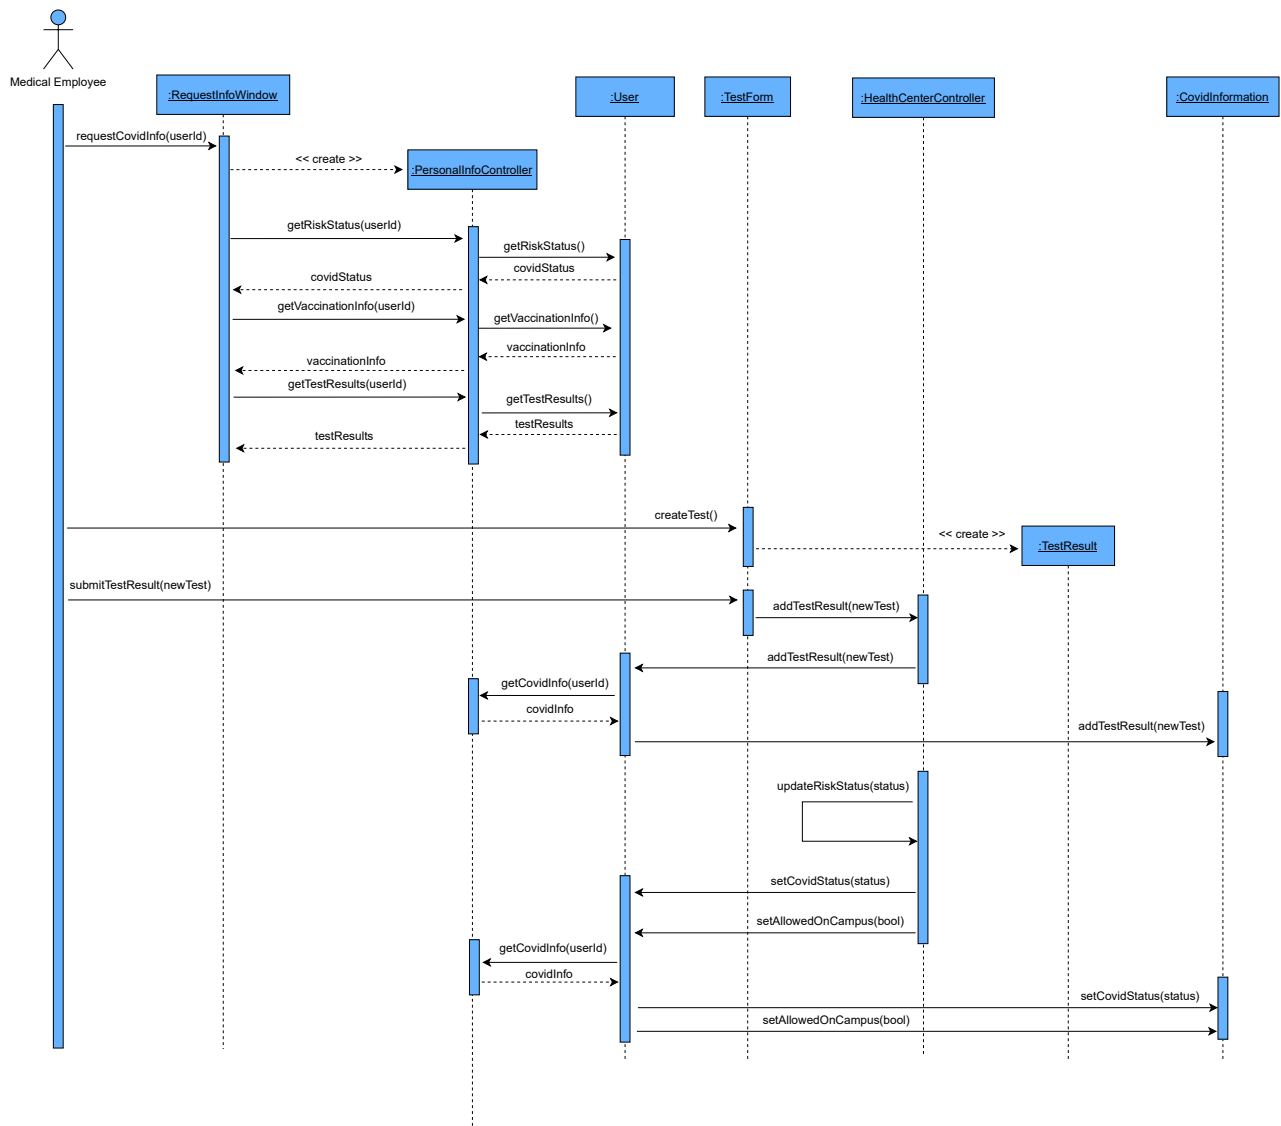 Medical Employee
:RequestInfoWindow
:User
:TestForm
:HealthCenterController
:CovidInformation
requestCovidInfo(userId)
<< create >>
:PersonalInfoController
getRiskStatus(userId)
getRiskStatus()
covidStatus
covidStatus
getVaccinationInfo(userId)
getVaccinationInfo()
vaccinationInfo
vaccinationInfo
getTestResults(userId)
getTestResults()
testResults
testResults
createTest()
<< create >>
:TestResult
submitTestResult(newTest)
addTestResult(newTest)
addTestResult(newTest)
getCovidInfo(userId)
covidInfo
addTestResult(newTest)
updateRiskStatus(status)
setCovidStatus(status)
setAllowedOnCampus(bool)
getCovidInfo(userId)
covidInfo
setCovidStatus(status)
setAllowedOnCampus(bool)